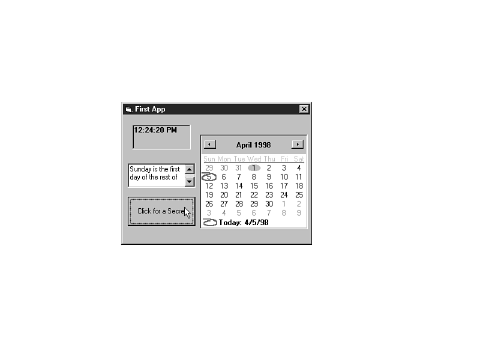 First App
12:24:20 PM
Sunday is the first
day of the rest of
Click for a Secre
April 1998
Sun Mon Tue Wed Thu Fri Sat
29 30 31 1 2 3 4
5 6 7 8 9 10 11
12 13 14 15 16 17 18
19 20 21 22 23 24 25
26 27 28 29 30 1 2
3 4 5 6 7 8 9
Today: 4/5/98